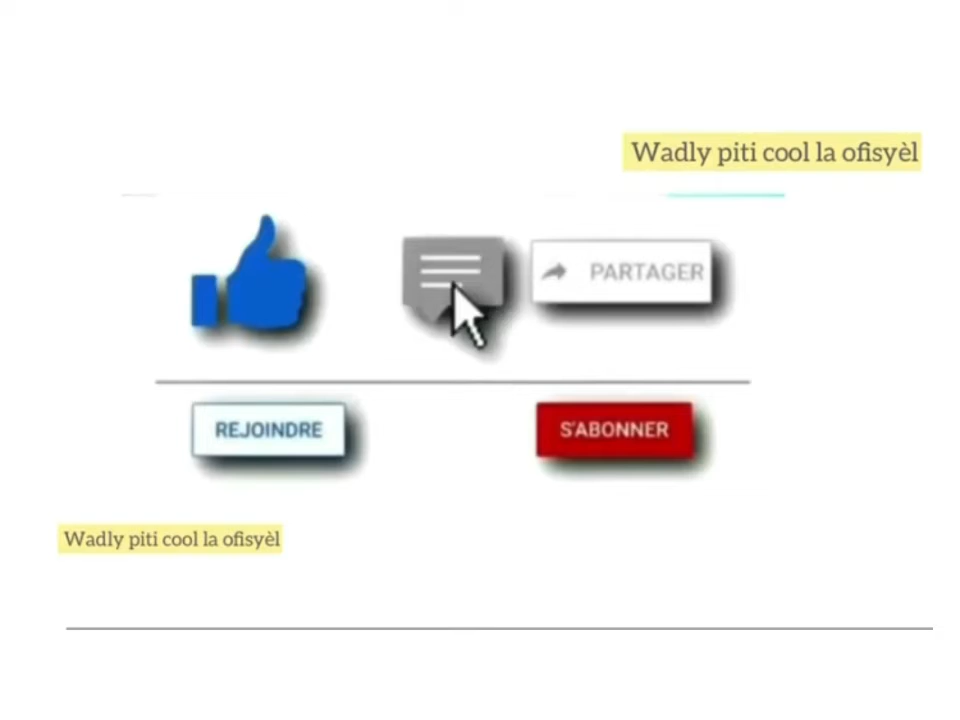 Wadly piti cool la ofisyèl
PARTAGER
REJOINDRE
S'ABONNER
Wadly piti cool la ofisyèl